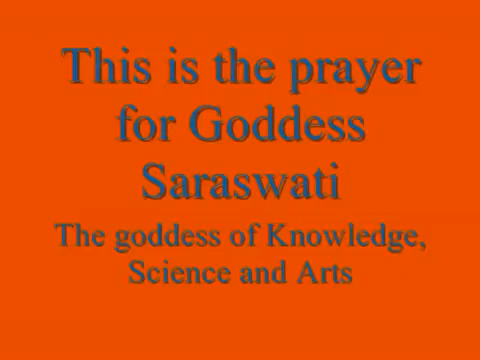 This is the prayer
for Goddess
Saraswati
The goddess of Knowledge,
Science and Arts